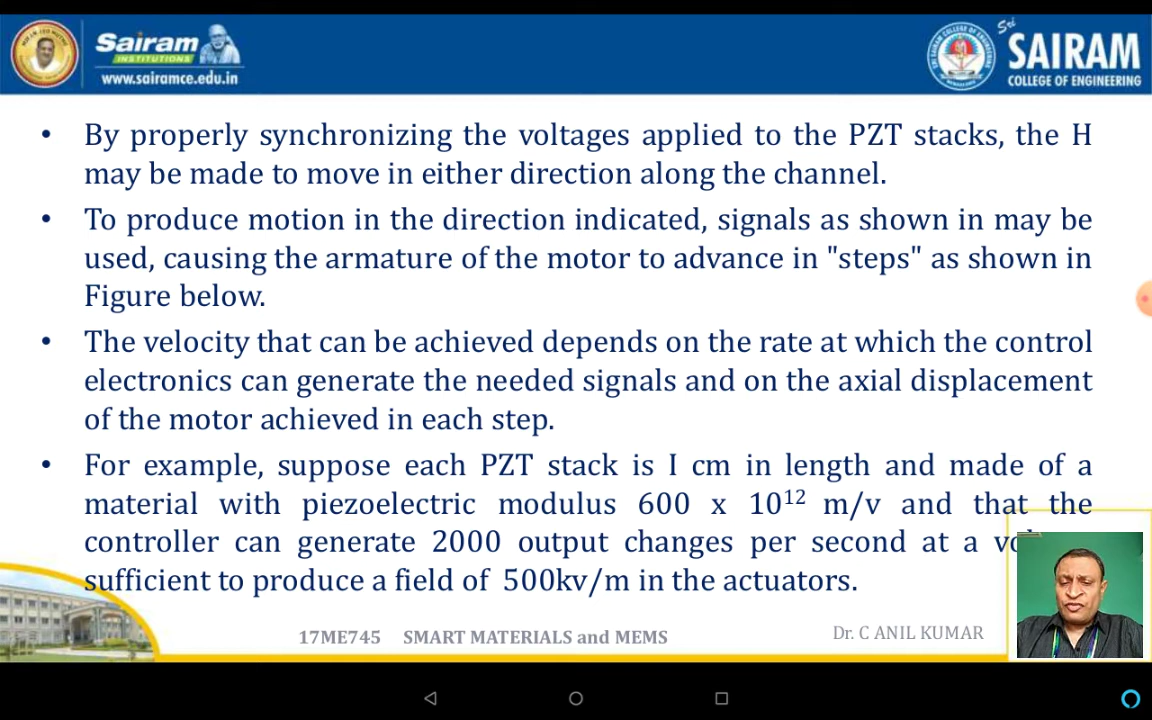 Sairam
INSTITUTIONS
www.sairamce.edu.in
Sri
SAIRAM
COLLEGE OF ENGINEERING
• By properly synchronizing the voltages applied to the PZT stacks, the H
may be made to move in either direction along the channel.
• To produce motion in the direction indicated, signals as shown in may be
used, causing the armature of the motor to advance in "steps" as shown in
Figure below.
• The velocity that can be achieved depends on the rate at which the control
electronics can generate the needed signals and on the axial displacement
of the motor achieved in each step.
• For example, suppose each PZT stack is I cm in length and made of a
material with piezoelectric modulus 600 x 10¹² m/v and that the
controller can generate 2000 output changes per second at a
sufficient to produce a field of 500kv/m in the actuators.
17ME745 SMART MATERIALS and MEMS
Dr. C ANIL KUMAR